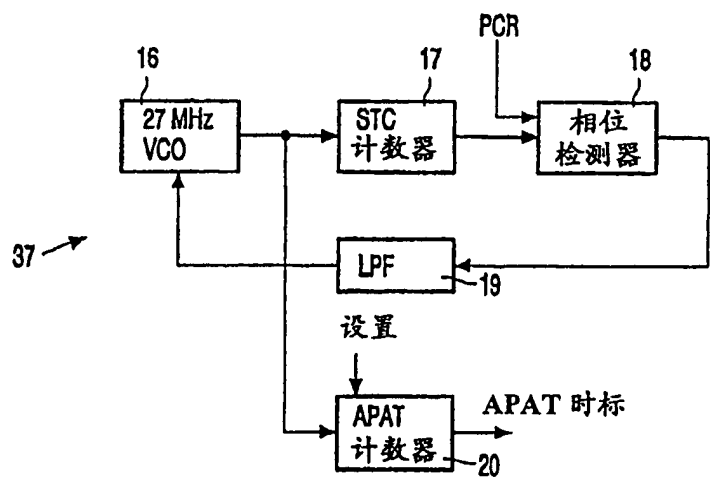 PCR
16
17
18
27 MHz
VCO
STC
计数器
相位
检测器
37
LPF
19
设置
APAT
计数器
APAT 时标
20